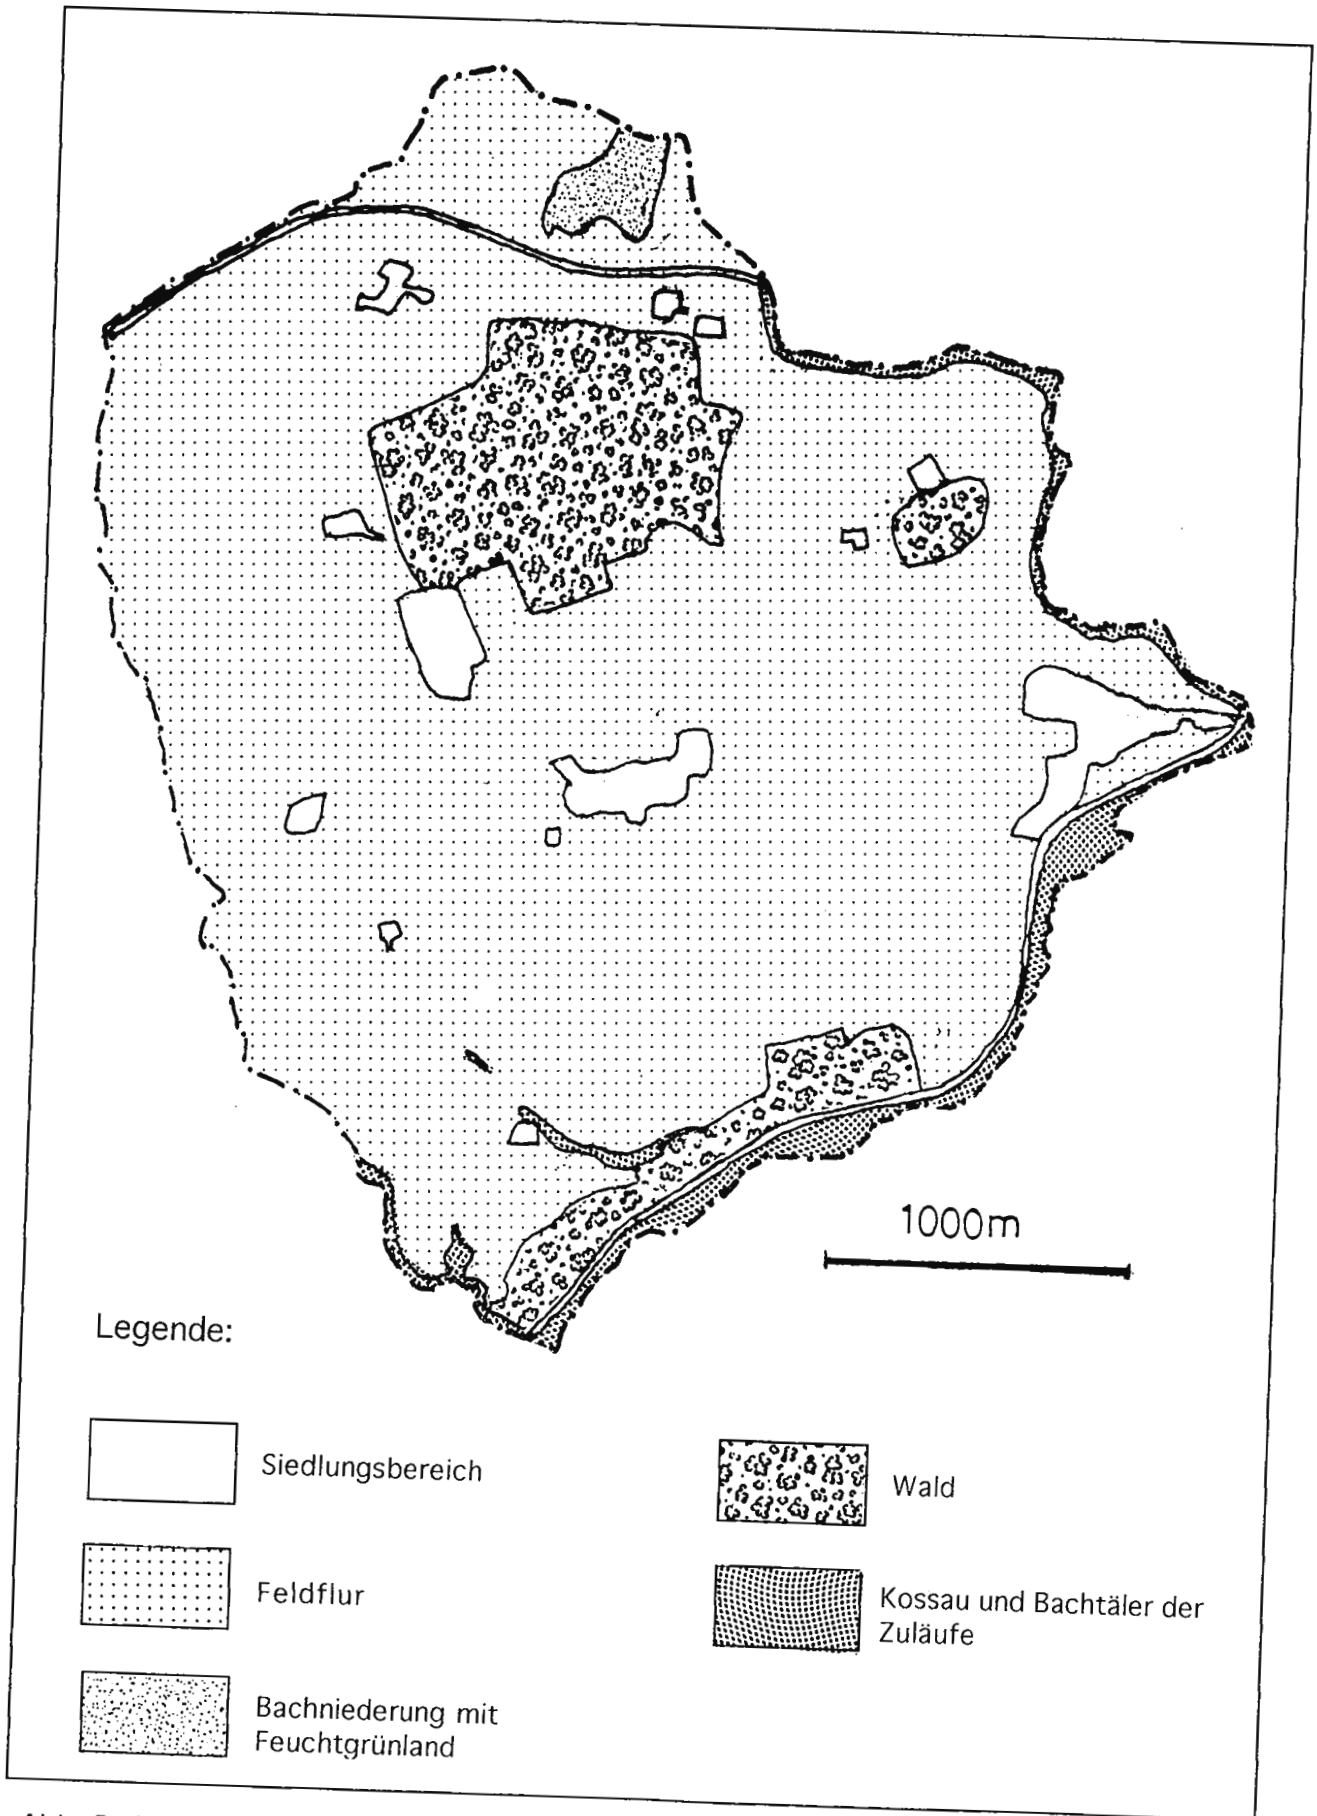 1000m
Legende:
Siedlungsbereich
Feldflur
Bachniederung mit
Feuchtgrünland
Wald
Kossau und Bachtäler der
Zuläufe